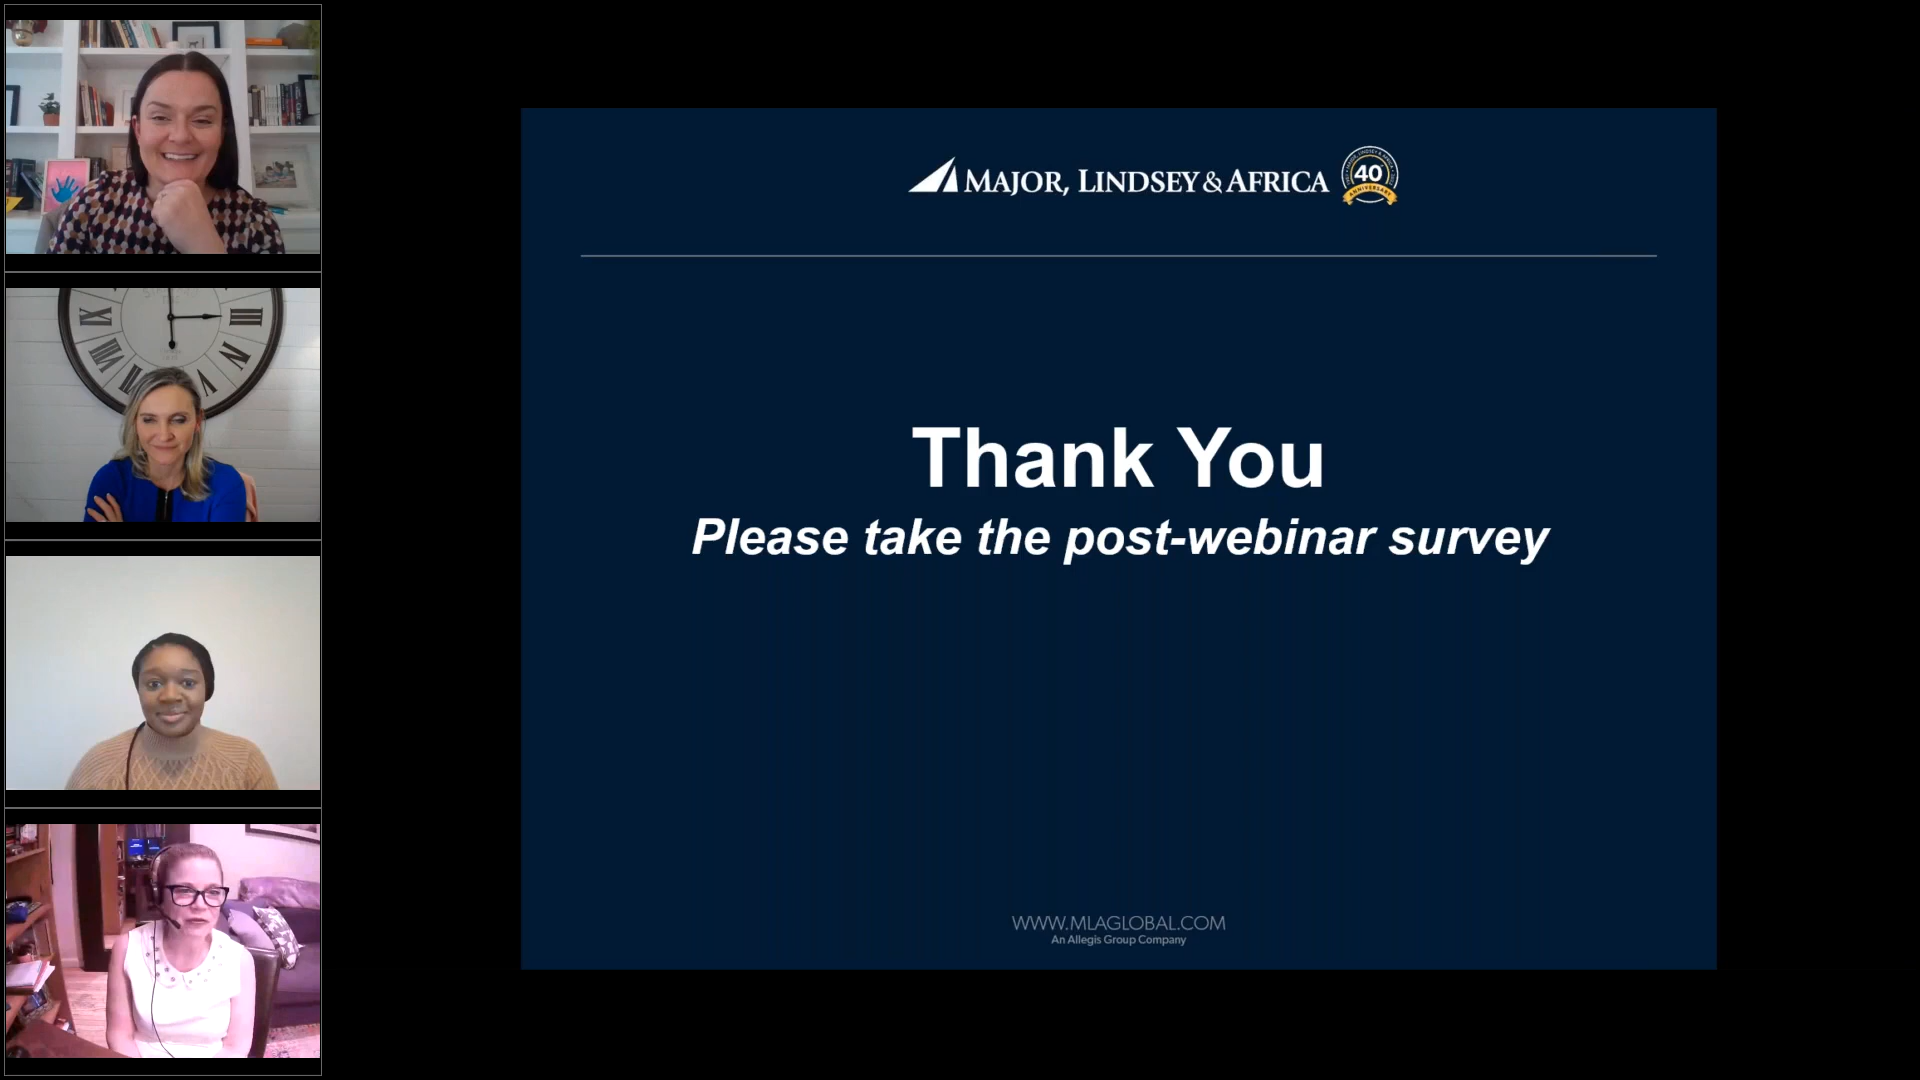 MAJOR, LINDSEY & AFRICA
40
ANNIVERSARY
Thank You
Please take the post-webinar survey
WWW.MLAGLOBAL.COM
An Allegis Group Company